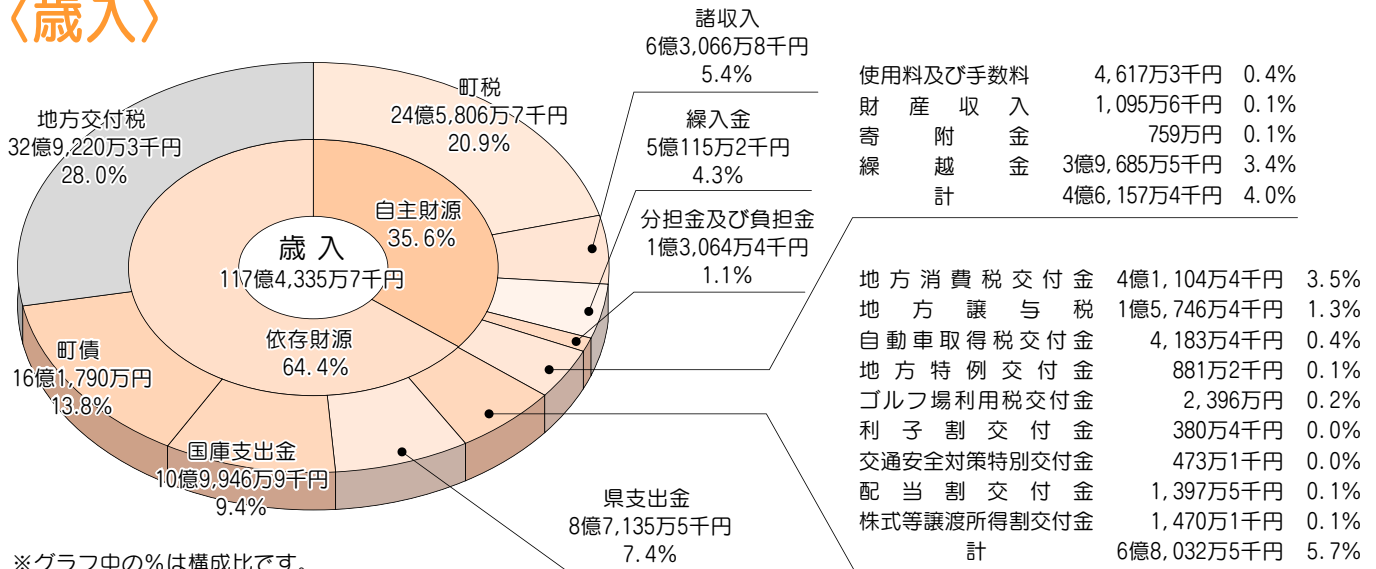 〈歳入〉
諸収入
6億3,066万8千円
5.4%
繰入金
5億115万2千円
4.3%
分担金及び負担金
1億3,064万4千円
1.1%
町税
24億5,806万7千円
20.9%
地方交付税
32億9,220万3千円
28.0%
自主財源
35.6%
歳入
117億4,335万7千円
依存財源
64.4%
町債
16億1,790万円
13.8%
国庫支出金
10億9,946万9千円
9.4%
県支出金
8億7,135万5千円
7.4%
※グラフ中の%は構成比です。
使用料及び手数料 4,617万3千円 0.4%
財産収入 1,095万6千円 0.1%
寄附金 759万円 0.1%
繰越金 3億9,685万5千円 3.4%
計 4億6,157万4千円 4.0%
地方消費税交付金 4億1,104万4千円 3.5%
地方譲与税 1億5,746万4千円 1.3%
自動車取得税交付金 4,183万4千円 0.4%
地方特例交付金 881万2千円 0.1%
ゴルフ場利用税交付金 2,396万円 0.2%
利子割交付金 380万4千円 0.0%
交通安全対策特別交付金 473万1千円 0.0%
配当割交付金 1,397万5千円 0.1%
株式等譲渡所得割交付金 1,470万1千円 0.1%
計 6億8,032万5千円 5.7%